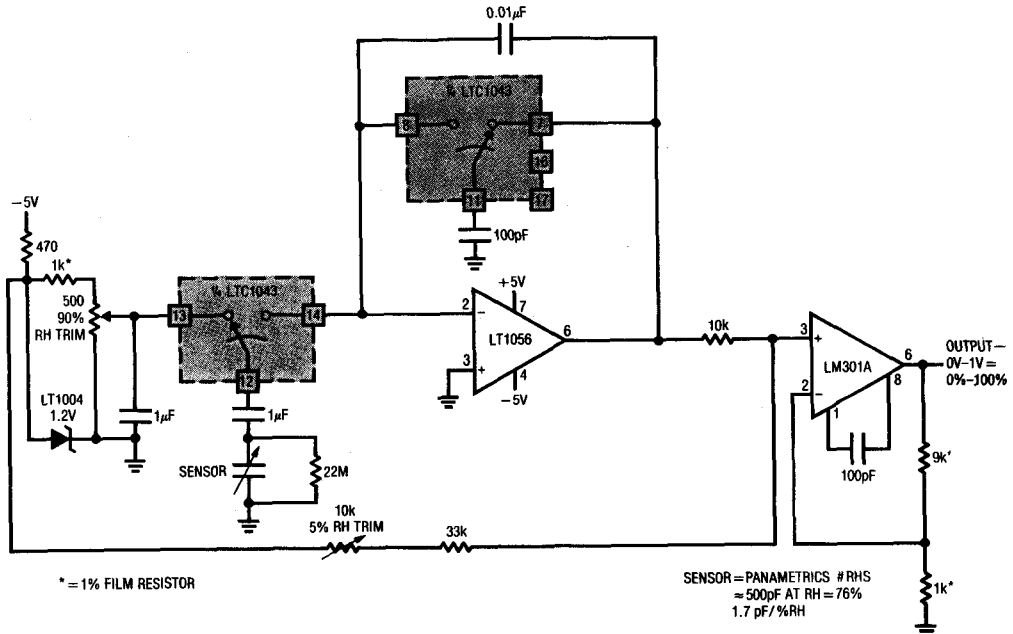 0.01µF
¼ LTC1043
8
7
16
11
17
100pF
−5V
470
1k*
500
90%
RH TRIM
¼ LTC1043
13
14
12
+5V
7
2
−
LT1056
6
3
+
4
−5V
10k
3
+
LM301A
6
8
2
−
1
100pF
OUTPUT−
0V–1V=
0%–100%
LT1004
1.2V
1µF
1µF
SENSOR
22M
9k*
10k
5% RH TRIM
33k
1k*
* = 1% FILM RESISTOR
SENSOR = PANAMETRICS # RHS
≈ 500pF AT RH = 76%
1.7 pF/%RH